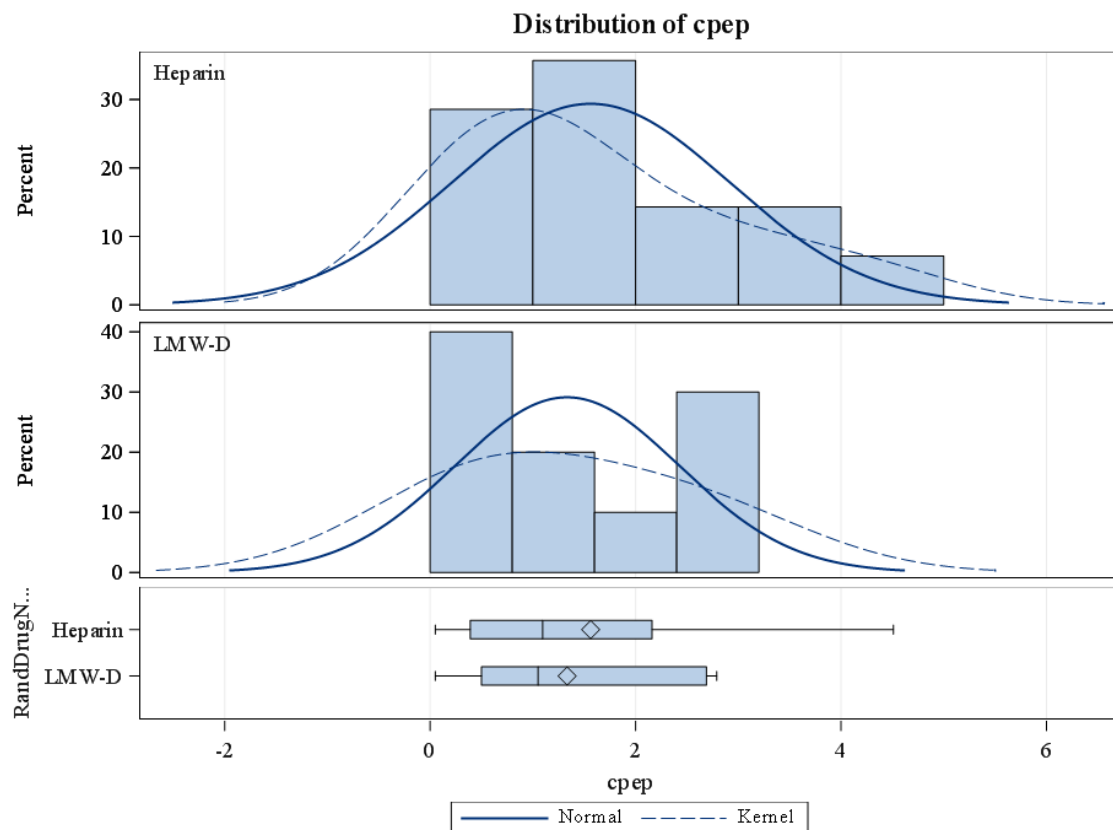 Distribution of cpep
Heparin
30
20
10
0
Percent
LMW-D
40
30
20
10
0
Percent
RandDrugN...
Heparin
LMW-D
-2 0 2 4 6
cpep
Normal Kernel